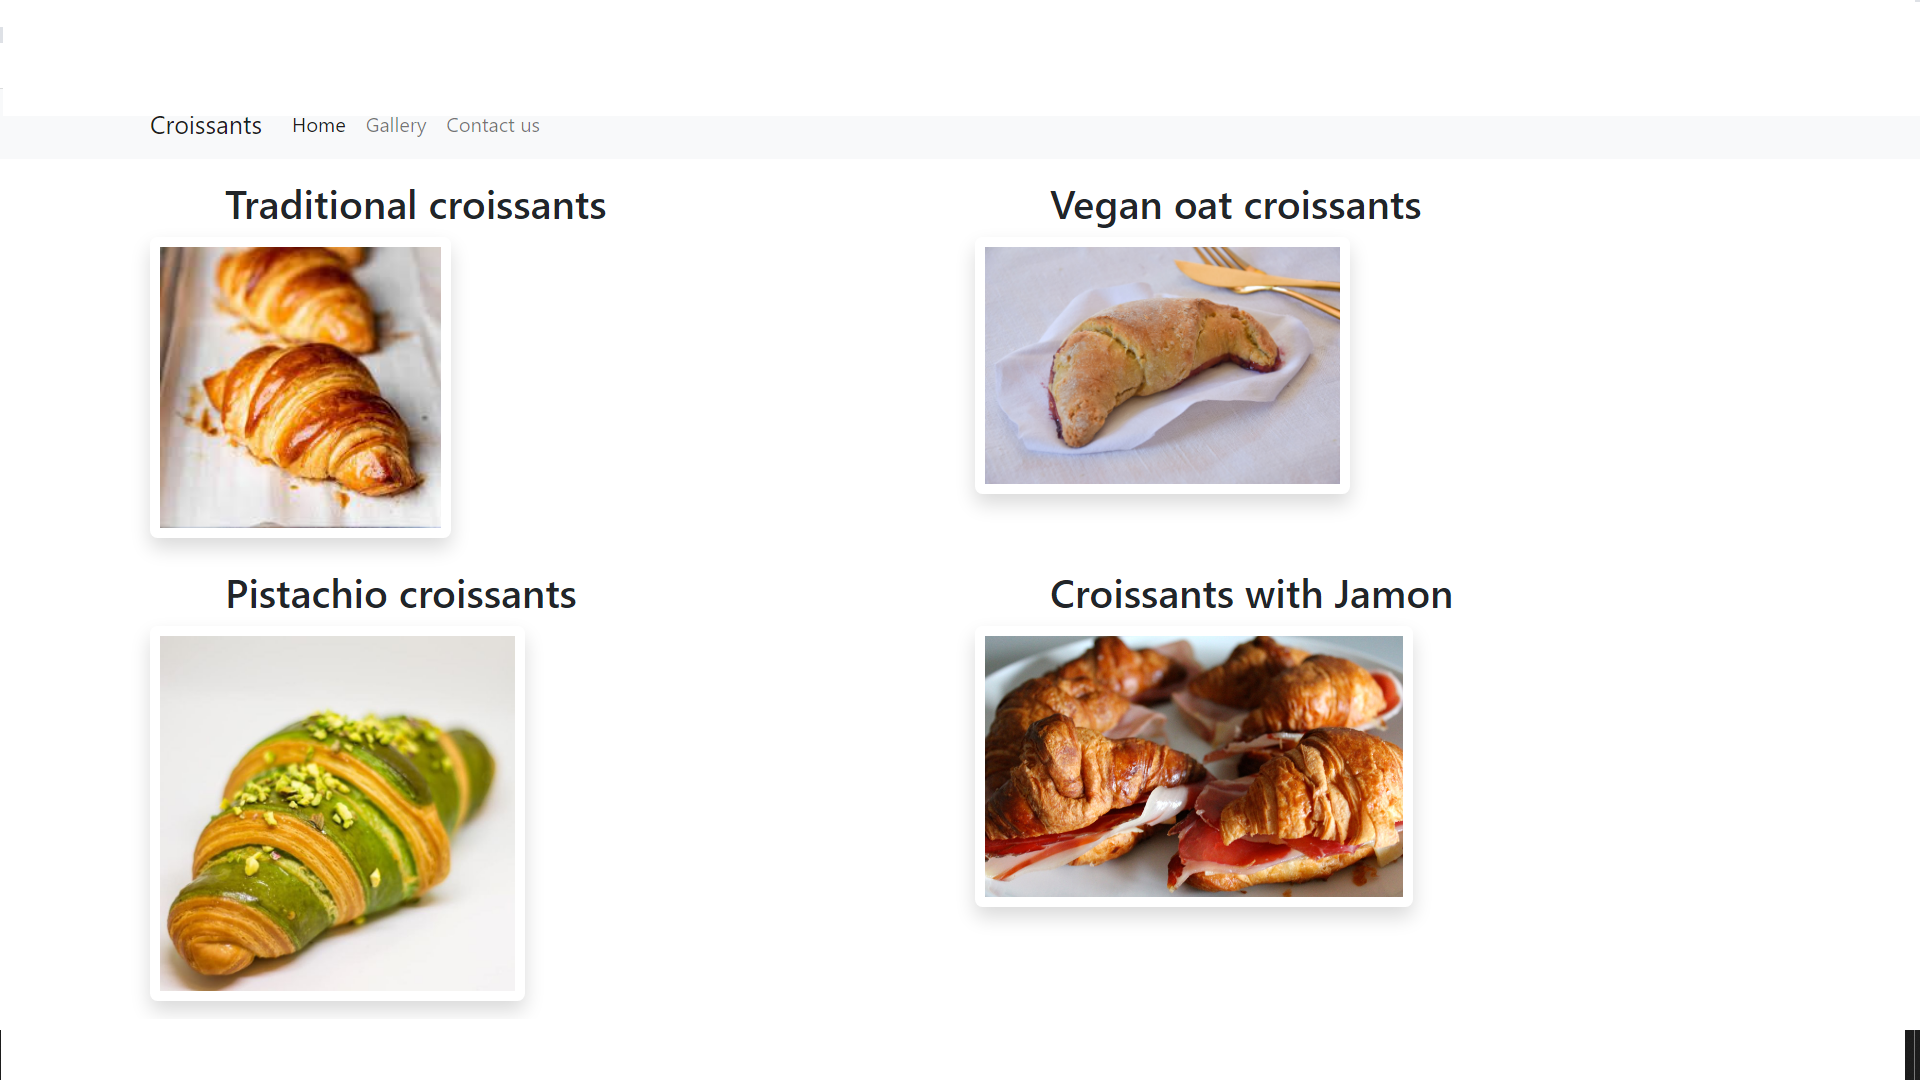 Croissants Home Gallery Contact us
Traditional croissants
Vegan oat croissants
Pistachio croissants
Croissants with Jamon